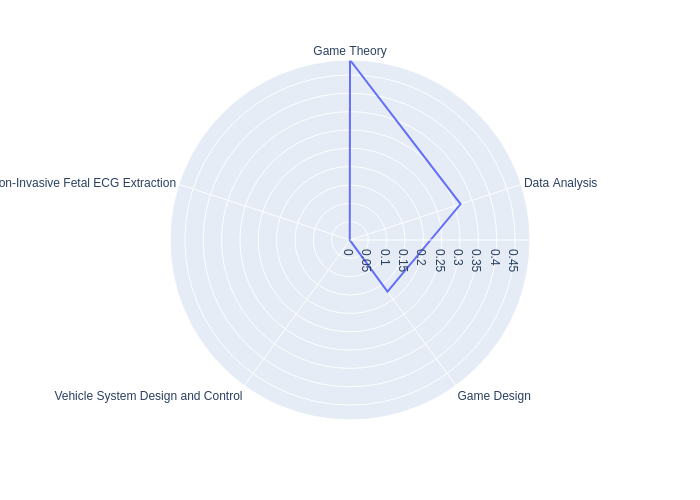 Game Theory
on-Invasive Fetal ECG Extraction
Data Analysis
0
0.05
0.1
0.15
0.2
0.25
0.3
0.35
0.4
0.45
Vehicle System Design and Control
Game Design